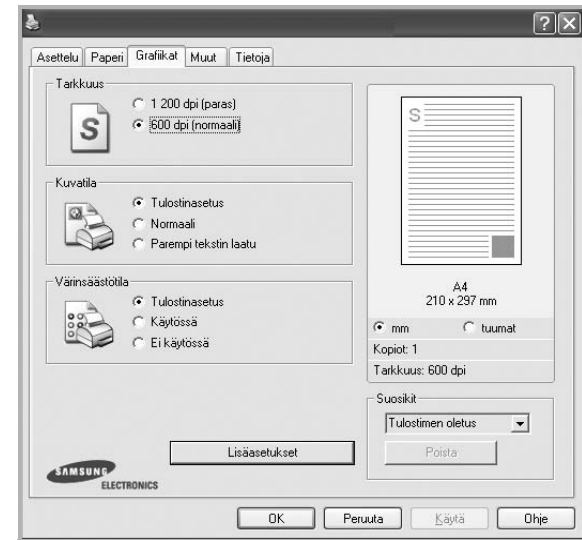 Asettelu Paperi Grafiikat Muut Tietoja
Tarkkuus
S
1 200 dpi (paras)
600 dpi (normaali)
Kuvatila
Tulostinasetus
Normaali
Parempi tekstin laatu
Värinsäästötila
Tulostinasetus
Käytössä
Ei käytössä
Lisäasetukset
SAMSUNG
ELECTRONICS
S
A4
210 x 297 mm
mm tuumat
Kopiot: 1
Tarkkuus: 600 dpi
Suosikit
Tulostimen oletus
Poista
OK Peruuta Käytä Ohje